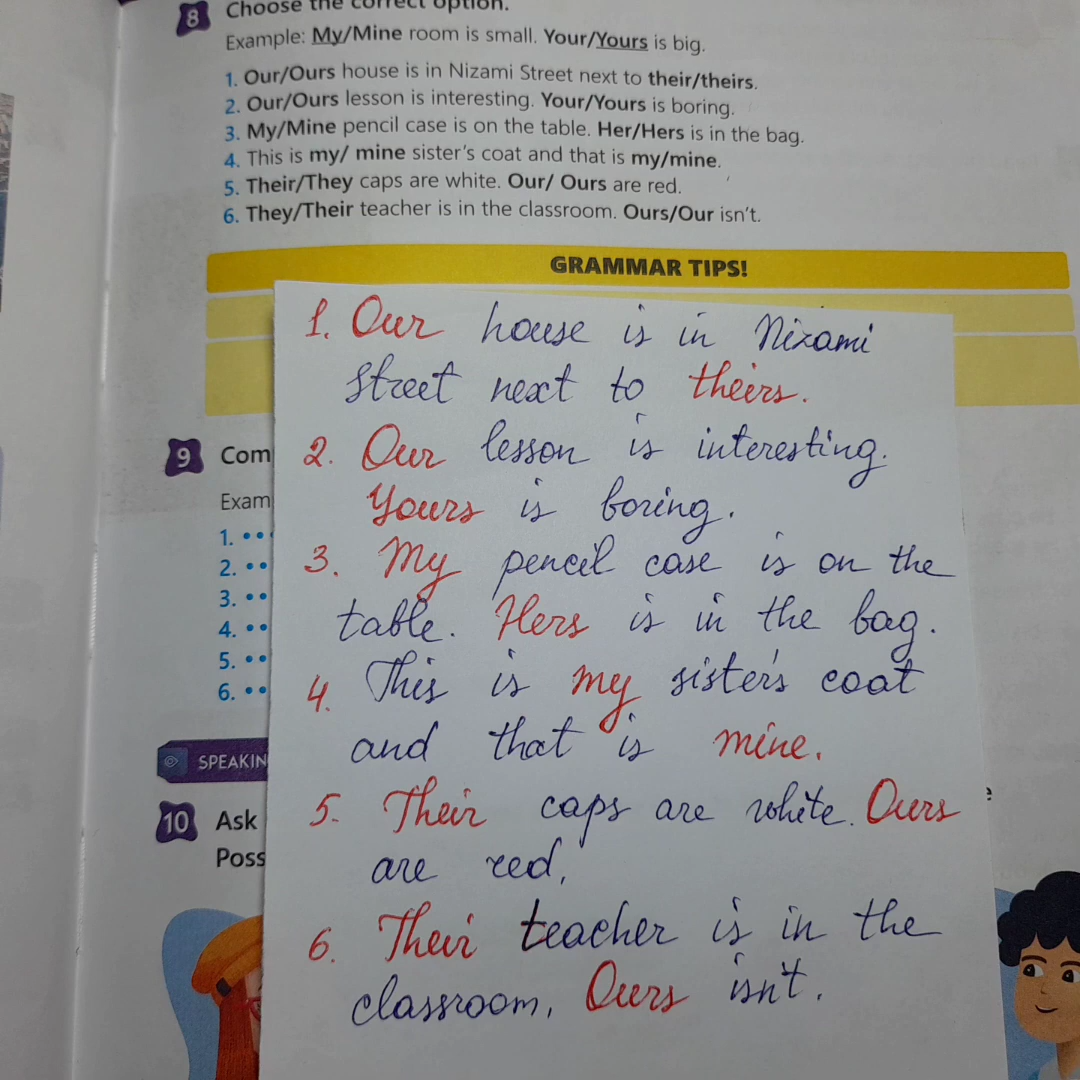 8 Choose the correct option.
Example: My/Mine room is small. Your/Yours is big.
1. Our/Ours house is in Nizami Street next to their/theirs.
2. Our/Ours lesson is interesting. Your/Yours is boring.
3. My/Mine pencil case is on the table. Her/Hers is in the bag.
4. This is my/ mine sister's coat and that is my/mine.
5. Their/They caps are white. Our/ Ours are red.
6. They/Their teacher is in the classroom. Ours/Our isn't.
GRAMMAR TIPS!
1. Our house is in Nizami
Street next to theirs.
2. Our lesson is interesting.
Yours is boring.
3. My pencil case is on the
table. Hers is in the bag.
4. This is my sister's coat
and that is mine.
5. Their caps are white. Ours
are red.
6. Their teacher is in the
classroom. Ours isn't.
9 Com
Exam
1.
2.
3.
4.
5.
6.
SPEAKIN
10 Ask
Poss